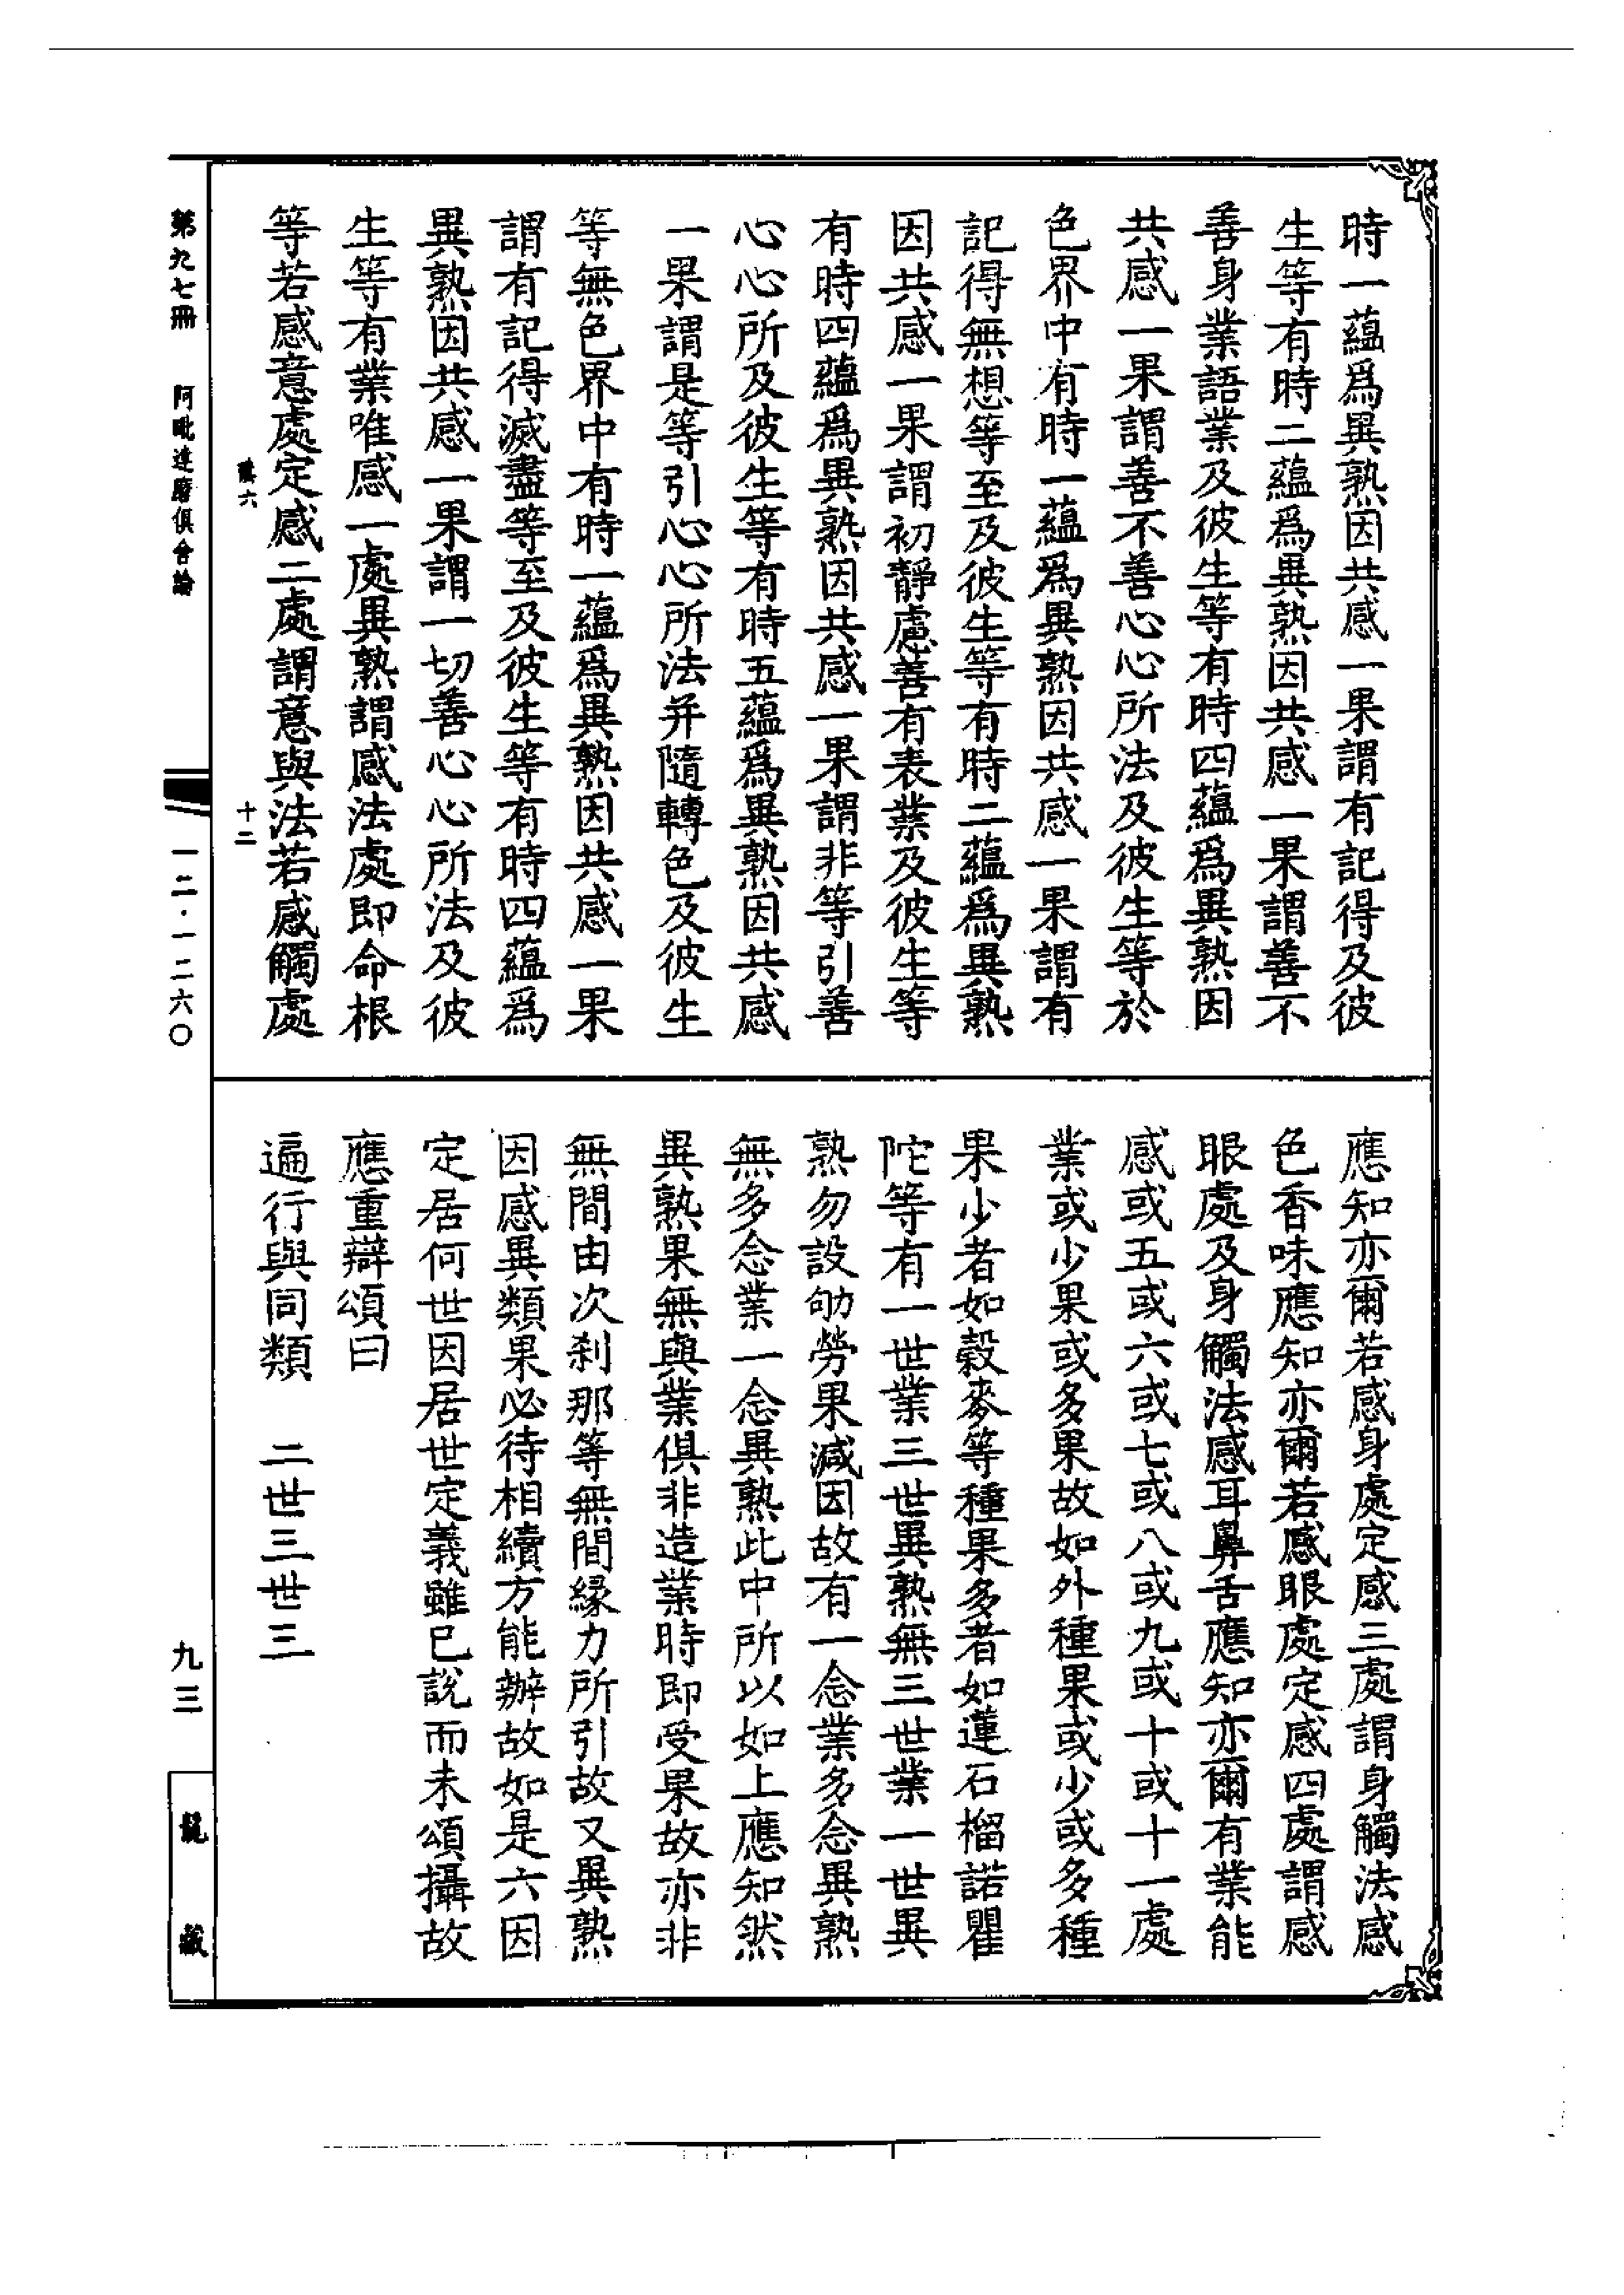 時一蘊爲異熟因共感一果謂有記得及彼
生等有時二蘊爲異熟因共感一果謂善不
善身業語業及彼生等有時四蘊爲異熟因
共感一果謂善不善心心所法及彼生等於
色界中有時一蘊爲異熟因共感一果謂有
記得無想等至及彼生等有時二蘊爲異熟
因共感一果謂初靜慮善有表業及彼生等
有時四蘊爲異熟因共感一果謂非等引善
心心所及彼生等有時五蘊爲異熟因共感
一果謂是等引心心所法并隨轉色及彼生
等無色界中有時一蘊爲異熟因共感一果
謂有記得滅盡等至及彼生等有時四蘊爲
異熟因共感一果謂一切善心心所法及彼
生等有業唯感一處異熟謂感法處即命根
等若感意處定感二處謂意與法若感觸處
應知亦爾若感身處定感三處謂身觸法感
色香味應知亦爾若感眼處定感四處謂感
眼處及身觸法感耳鼻舌應知亦爾有業能
感或五或六或七或八或九或十或十一處
業或少果或多果故如外種果或少或多種
果少者如穀麥等種果多者如蓮石榴諾瞿
陀等有一世業三世異熟無三世業一世異
熟勿設劬勞果減因故有一念業多念異熟
無多念業一念異熟此中所以如上應知然
異熟果無與業俱非造業時即受果故亦非
無間由次刹那等無間緣力所引故又異熟
因感異類果必待相續方能辦故如是六因
定居何世因居世定義雖已說而未頌攝故
應重辯頌曰
遍行與同類　二世三世三
六
十二
第九七冊　阿毗達磨俱舍論
一二·一二六〇
九三
龍藏